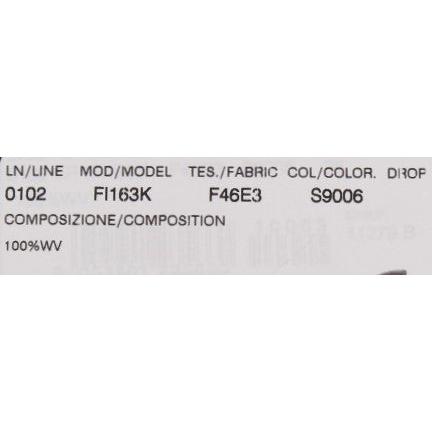 LN/LINE MOD/MODEL TES./FABRIC COL/COLOR. DROP
0102 FI163K F46E3 S9006
COMPOSIZIONE/COMPOSITION
100%WV